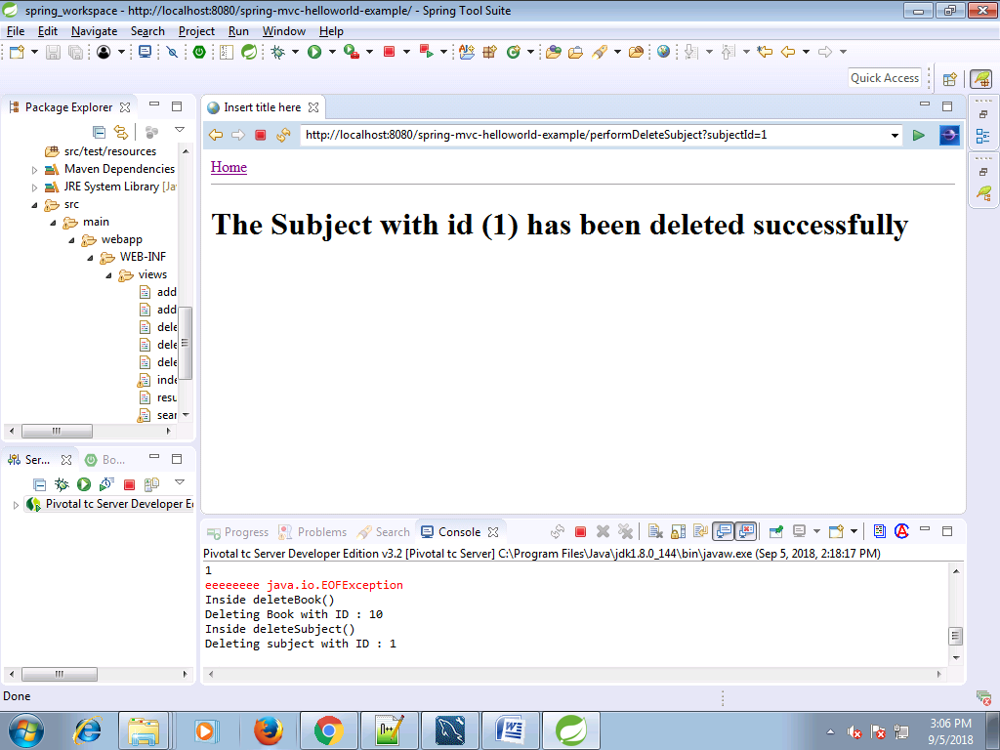 spring_workspace - http://localhost:8080/spring-mvc-helloworld-example/ - Spring Tool Suite
File Edit Navigate Search Project Run Window Help
Quick Access
Package Explorer
src/test/resources
Maven Dependencies
JRE System Library [Ja
src
main
webapp
WEB-INF
views
add
add
dele
dele
dele
inde
resu
sear
Insert title here
http://localhost:8080/spring-mvc-helloworld-example/performDeleteSubject?subjectId=1
Home
The Subject with id (1) has been deleted successfully
Ser... Bo...
Pivotal tc Server Developer E
Progress Problems Search Console
Pivotal tc Server Developer Edition v3.2 [Pivotal tc Server] C:\Program Files\Java\jdk1.8.0_144\bin\javaw.exe (Sep 5, 2018, 2:18:17 PM)
1
eeeeeeee java.io.EOFException
Inside deleteBook()
Deleting Book with ID : 10
Inside deleteSubject()
Deleting subject with ID : 1
Done
3:06 PM
9/5/2018